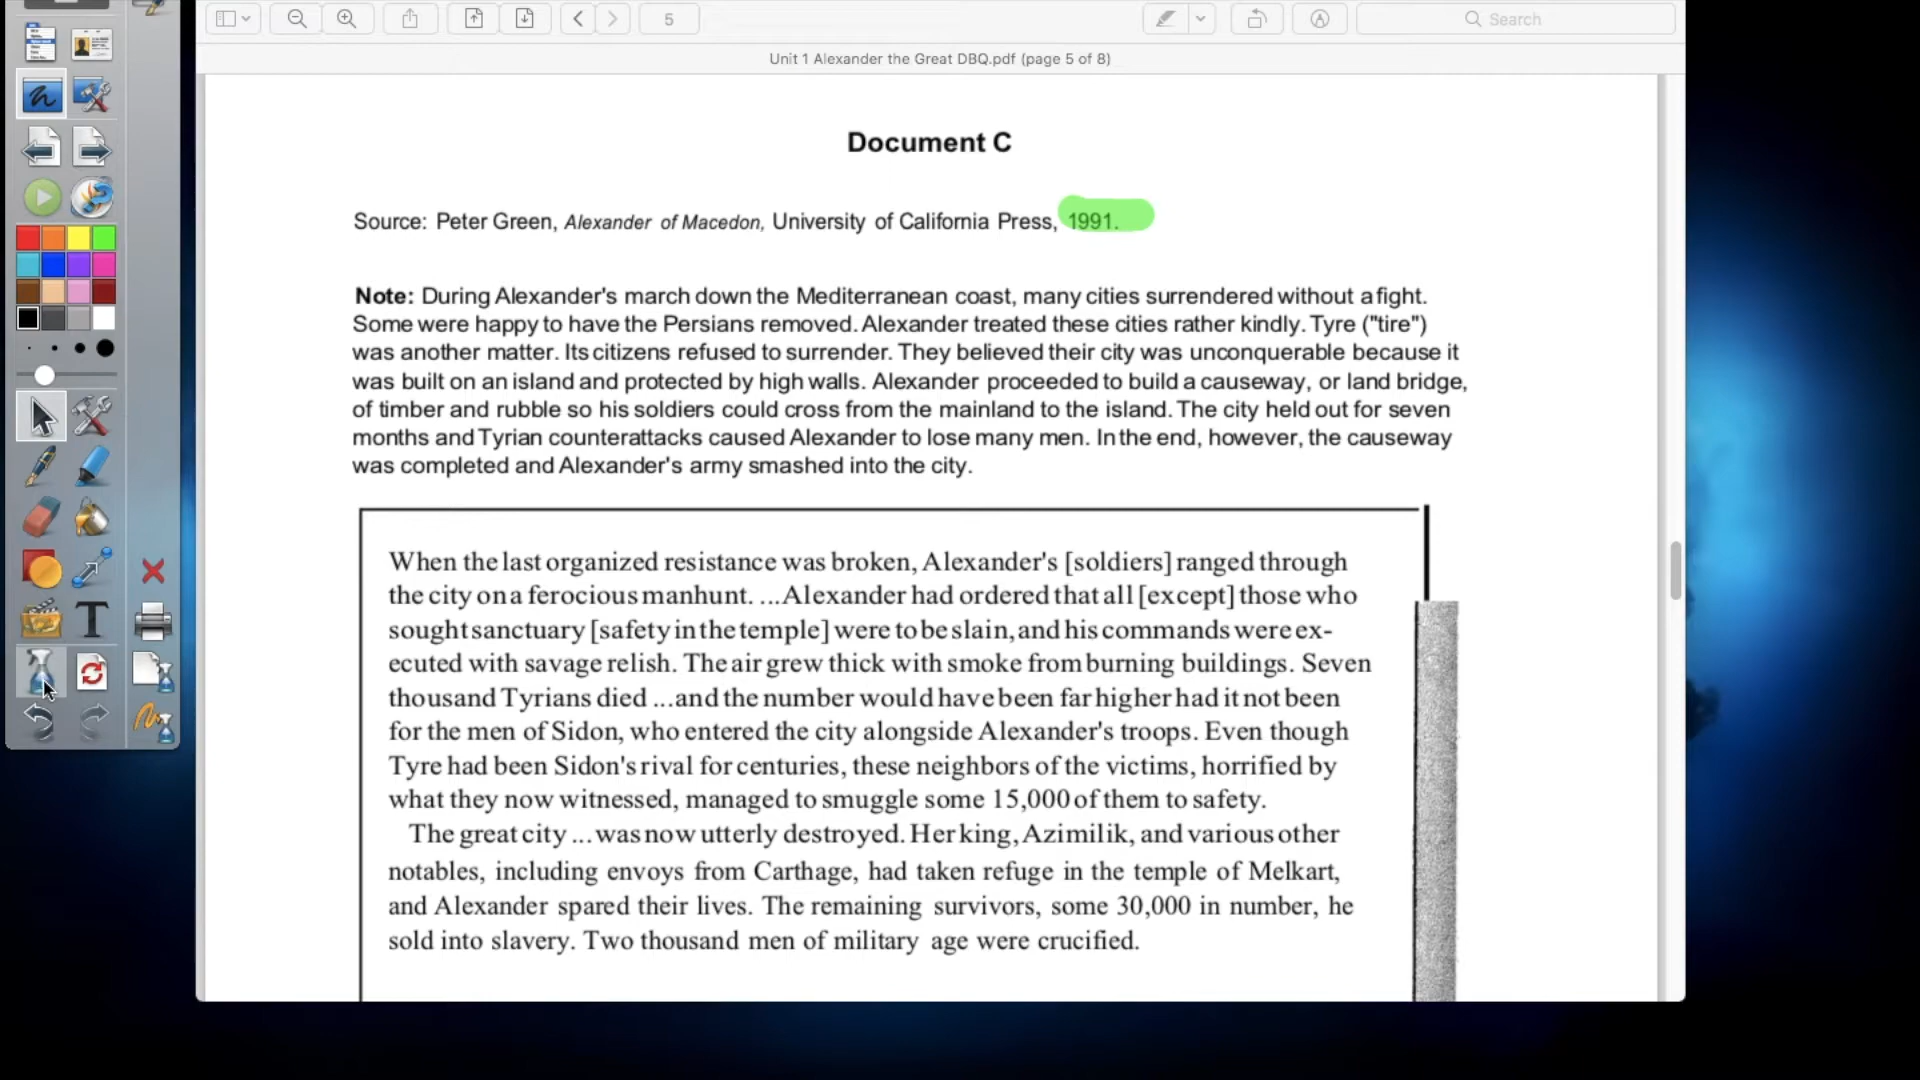 5
Search
Unit 1 Alexander the Great DBQ.pdf (page 5 of 8)
Document C
Source: Peter Green, Alexander of Macedon, University of California Press, 1991.
Note: During Alexander's march down the Mediterranean coast, many cities surrendered without a fight.
Some were happy to have the Persians removed. Alexander treated these cities rather kindly. Tyre ("tire")
was another matter. Its citizens refused to surrender. They believed their city was unconquerable because it
was built on an island and protected by high walls. Alexander proceeded to build a causeway, or land bridge,
of timber and rubble so his soldiers could cross from the mainland to the island. The city held out for seven
months and Tyrian counterattacks caused Alexander to lose many men. In the end, however, the causeway
was completed and Alexander's army smashed into the city.
When the last organized resistance was broken, Alexander's [soldiers] ranged through
the city on a ferocious manhunt. ...Alexander had ordered that all [except] those who
sought sanctuary [safety in the temple] were to be slain, and his commands were ex-
ecuted with savage relish. The air grew thick with smoke from burning buildings. Seven
thousand Tyrians died ...and the number would have been far higher had it not been
for the men of Sidon, who entered the city alongside Alexander's troops. Even though
Tyre had been Sidon's rival for centuries, these neighbors of the victims, horrified by
what they now witnessed, managed to smuggle some 15,000 of them to safety.
The great city ... was now utterly destroyed. Her king, Azimilik, and various other
notables, including envoys from Carthage, had taken refuge in the temple of Melkart,
and Alexander spared their lives. The remaining survivors, some 30,000 in number, he
sold into slavery. Two thousand men of military age were crucified.